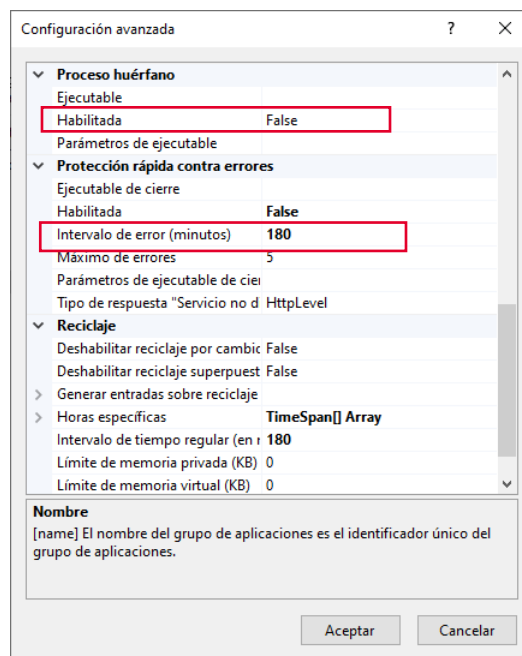 Configuración avanzada ? ×
Proceso huérfano
Ejecutable
Habilitada False
Parámetros de ejecutable
Protección rápida contra errores
Ejecutable de cierre
Habilitada False
Intervalo de error (minutos) 180
Máximo de errores 5
Parámetros de ejecutable de cier
Tipo de respuesta "Servicio no d HttpLevel
Reciclaje
Deshabilitar reciclaje por cambic False
Deshabilitar reciclaje superpuest False
Generar entradas sobre reciclaje
Horas específicas TimeSpan[] Array
Intervalo de tiempo regular (en r 180
Límite de memoria privada (KB) 0
Límite de memoria virtual (KB) 0
Nombre
[name] El nombre del grupo de aplicaciones es el identificador único del
grupo de aplicaciones.
Aceptar Cancelar